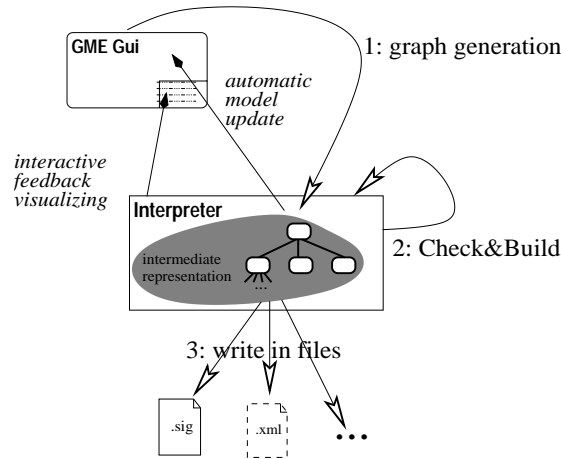 GME Gui
1: graph generation
automatic
model
update
interactive
feedback
visualizing
Interpreter
intermediate
representation
...
2: Check&Build
3: write in files
.sig
.xml
...